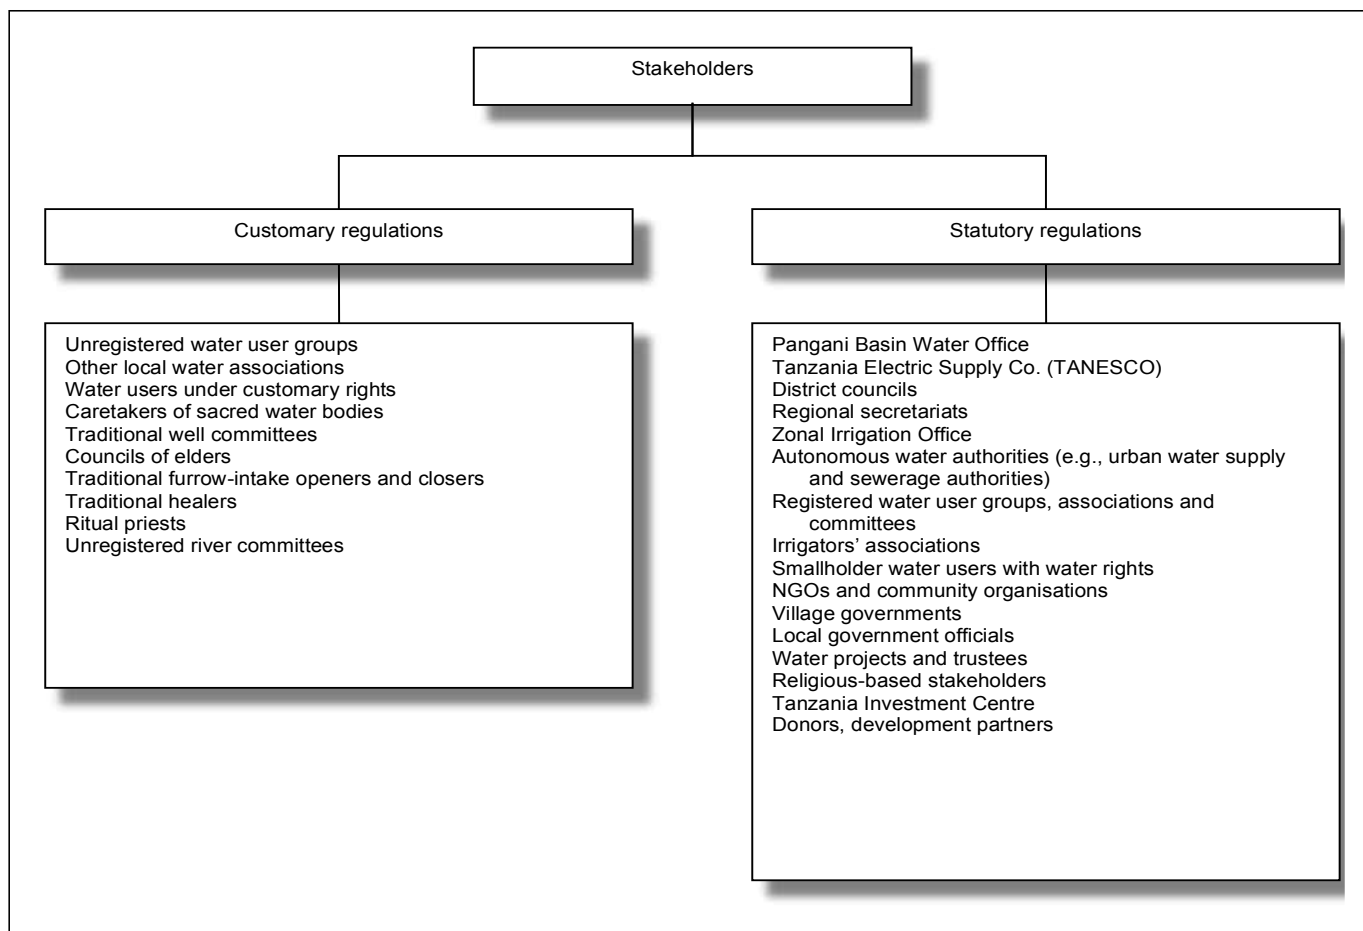 Stakeholders
Customary regulations
Unregistered water user groups
Other local water associations
Water users under customary rights
Caretakers of sacred water bodies
Traditional well committees
Councils of elders
Traditional furrow-intake openers and closers
Traditional healers
Ritual priests
Unregistered river committees
Statutory regulations
Pangani Basin Water Office
Tanzania Electric Supply Co. (TANESCO)
District councils
Regional secretariats
Zonal Irrigation Office
Autonomous water authorities (e.g., urban water supply
and sewerage authorities)
Registered water user groups, associations and
committees
Irrigators’ associations
Smallholder water users with water rights
NGOs and community organisations
Village governments
Local government officials
Water projects and trustees
Religious-based stakeholders
Tanzania Investment Centre
Donors, development partners